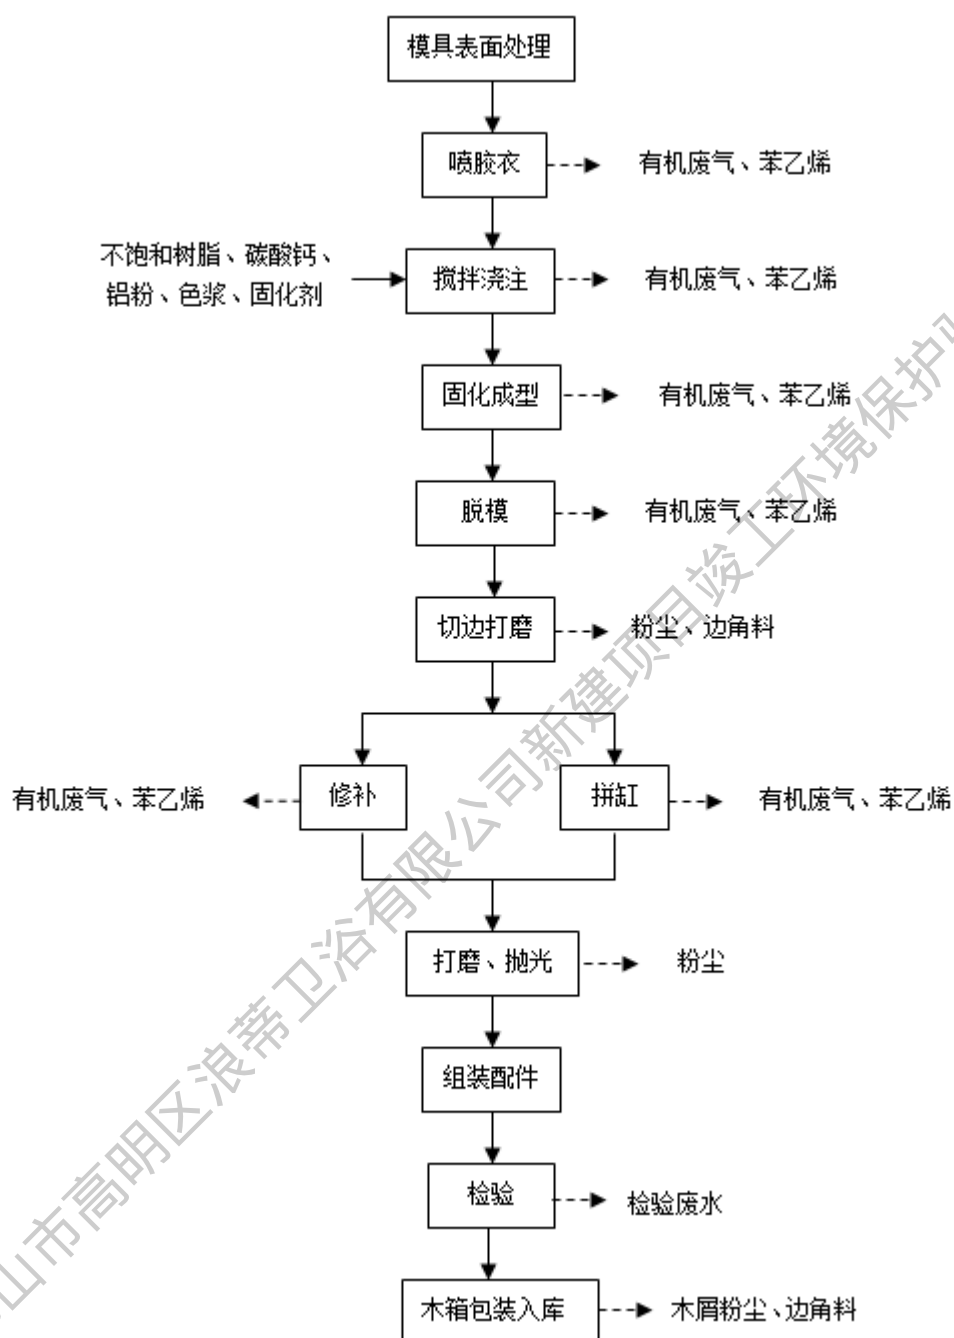 模具表面处理
喷胶衣
有机废气、苯乙烯
不饱和树脂、碳酸钙、
铝粉、色浆、固化剂
搅拌浇注
有机废气、苯乙烯
固化成型
有机废气、苯乙烯
脱模
有机废气、苯乙烯
切边打磨
粉尘、边角料
有机废气、苯乙烯
修补
拼缸
有机废气、苯乙烯
打磨、抛光
粉尘
组装配件
检验
检验废水
木箱包装入库
木屑粉尘、边角料
山市高明区浪蒂卫浴有限公司新建项目竣工环境保护